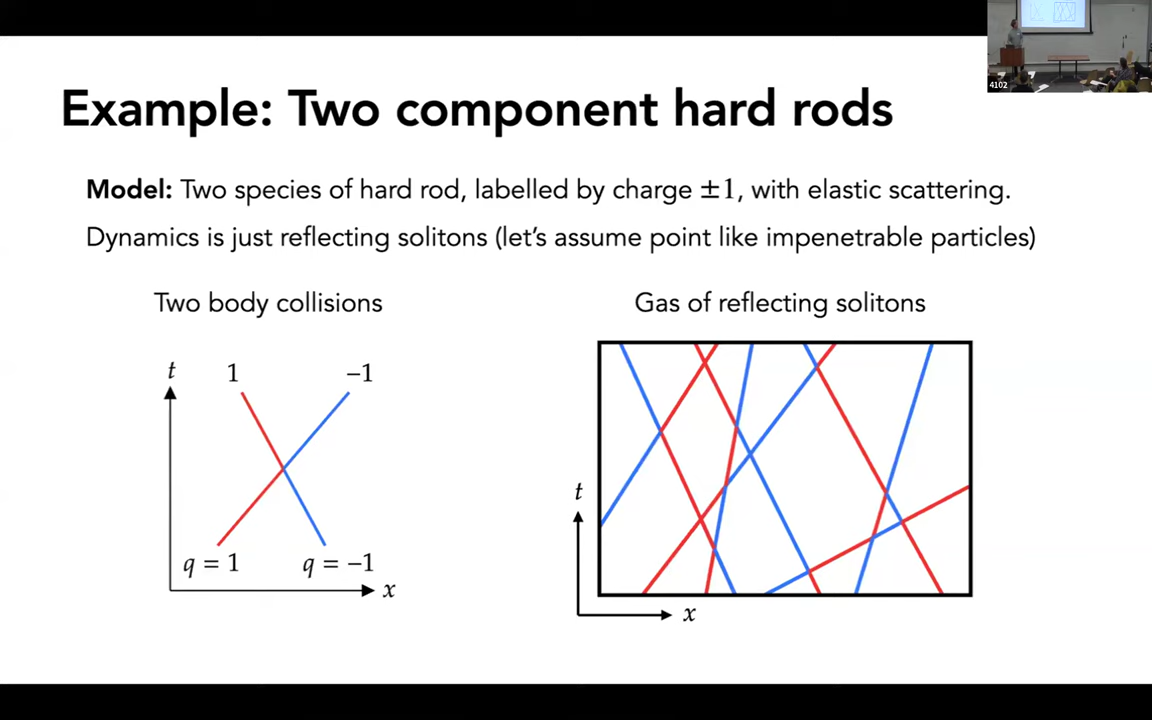 4102
Example: Two component hard rods
Model: Two species of hard rod, labelled by charge ±1, with elastic scattering.
Dynamics is just reflecting solitons (let's assume point like impenetrable particles)
Two body collisions
Gas of reflecting solitons
t
1
−1
q = 1
q = −1
x
t
x